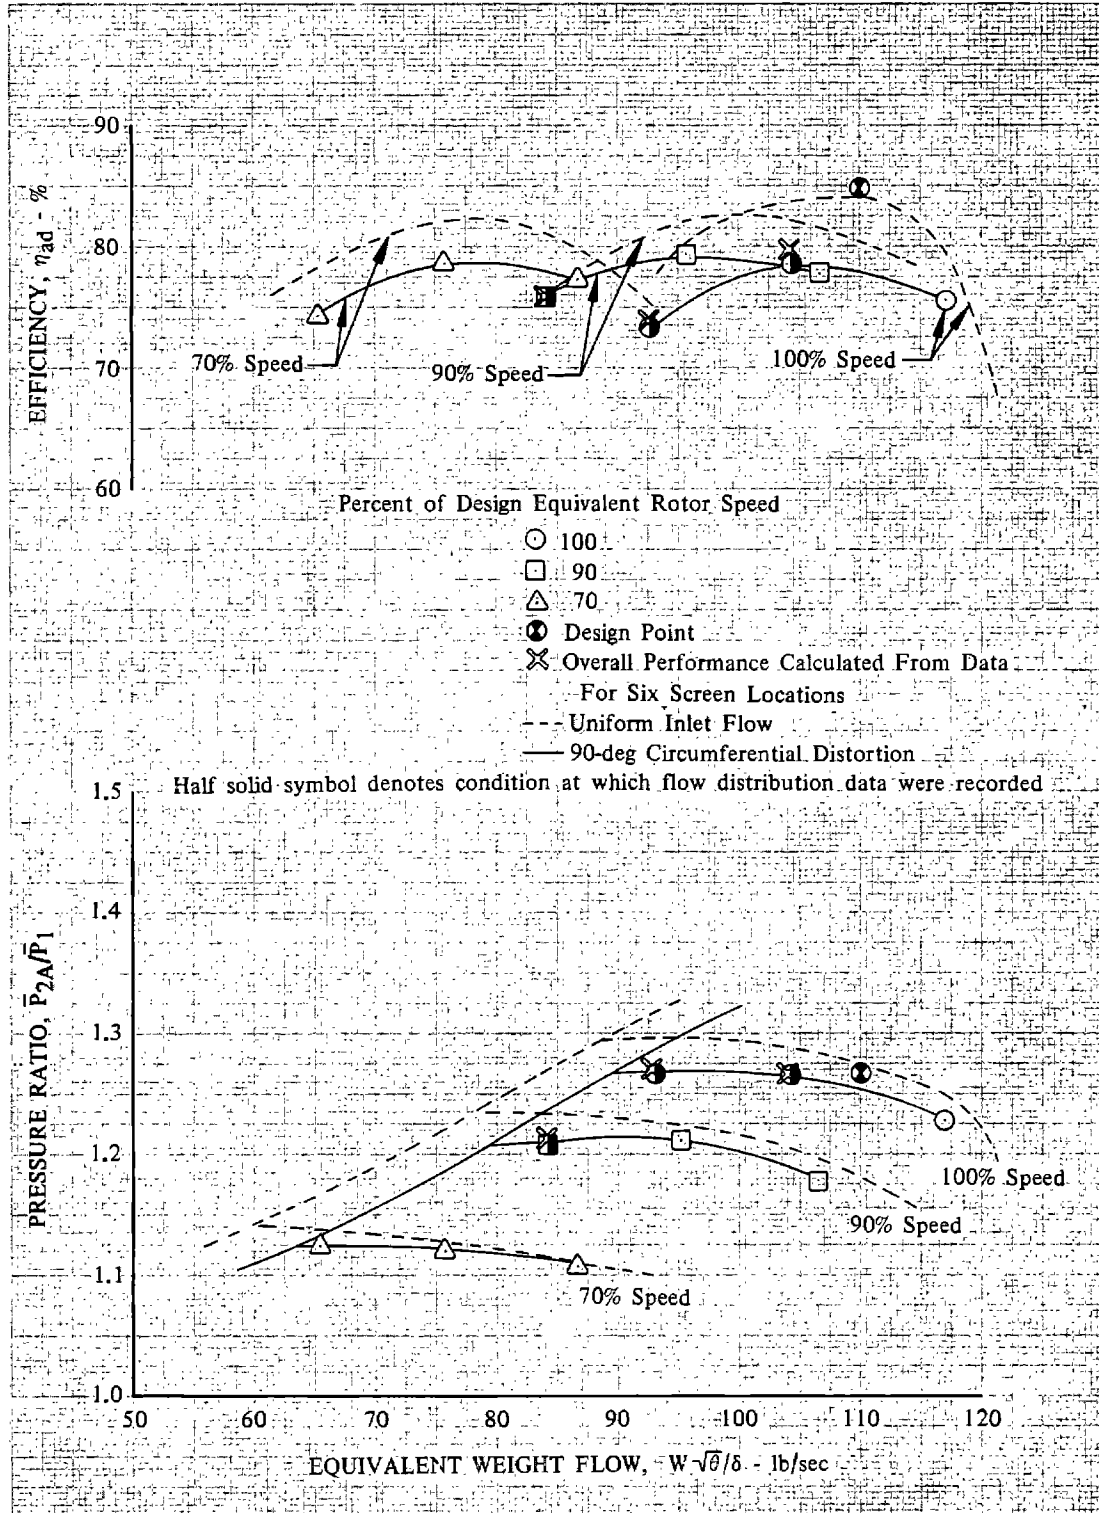 90
80
70
60
EFFICIENCY, ηad - %
70% Speed
90% Speed
100% Speed
Percent of Design Equivalent Rotor Speed
100
90
70
Design Point
Overall Performance Calculated From Data
For Six Screen Locations
Uniform Inlet Flow
90-deg Circumferential Distortion
Half solid symbol denotes condition at which flow distribution data were recorded
1.5
1.4
1.3
1.2
1.1
1.0
PRESSURE RATIO, P̅2A/P̅1
100% Speed
90% Speed
70% Speed
50 60 70 80 90 100 110 120
EQUIVALENT WEIGHT FLOW, W√θ/δ - lb/sec